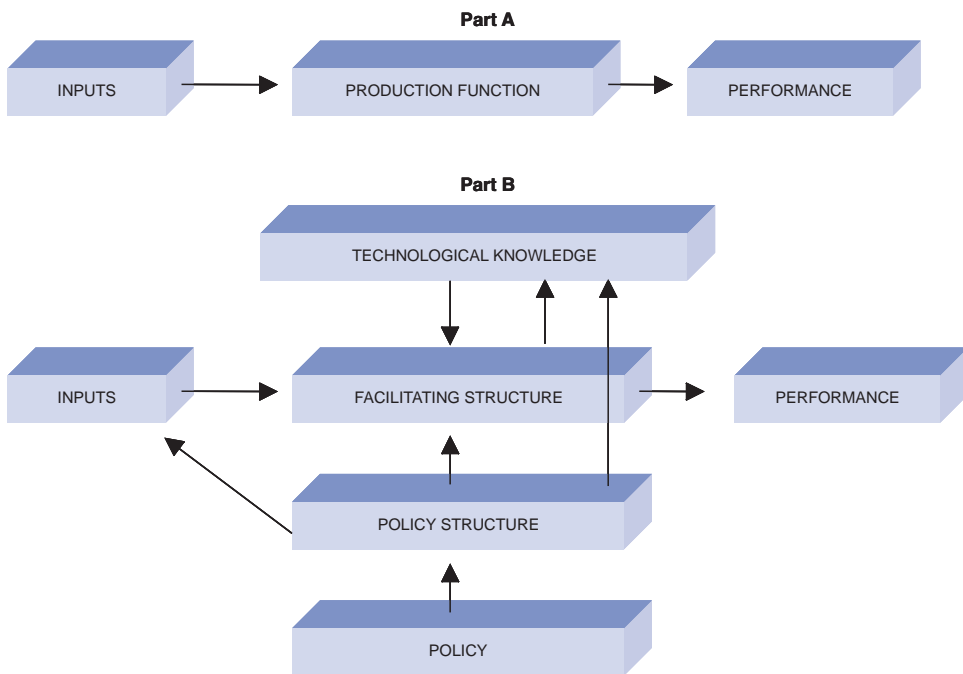 Part A
INPUTS
PRODUCTION FUNCTION
PERFORMANCE
Part B
TECHNOLOGICAL KNOWLEDGE
INPUTS
FACILITATING STRUCTURE
PERFORMANCE
POLICY STRUCTURE
POLICY